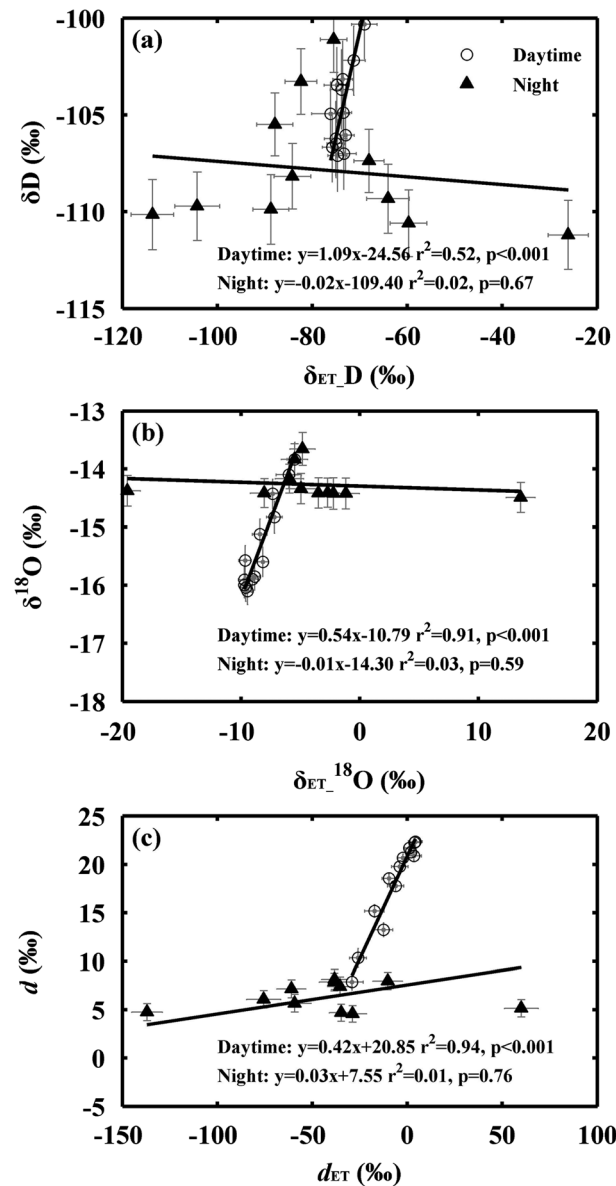 -100
(a)
Daytime
Night
-105
δD (‰)
-110
Daytime: y=1.09x-24.56 r²=0.52, p<0.001
Night: y=-0.02x-109.40 r²=0.02, p=0.67
-115
-120 -100 -80 -60 -40 -20
δET_D (‰)
-13
(b)
-14
-15
δ¹⁸O (‰)
-16
Daytime: y=0.54x-10.79 r²=0.91, p<0.001
-17
Night: y=-0.01x-14.30 r²=0.03, p=0.59
-18
-20 -10 0 10 20
δET_¹⁸O (‰)
25
(c)
20
15
d (‰)
10
5
0
Daytime: y=0.42x+20.85 r²=0.94, p<0.001
Night: y=0.03x+7.55 r²=0.01, p=0.76
-5
-150 -100 -50 0 50 100
dET (‰)